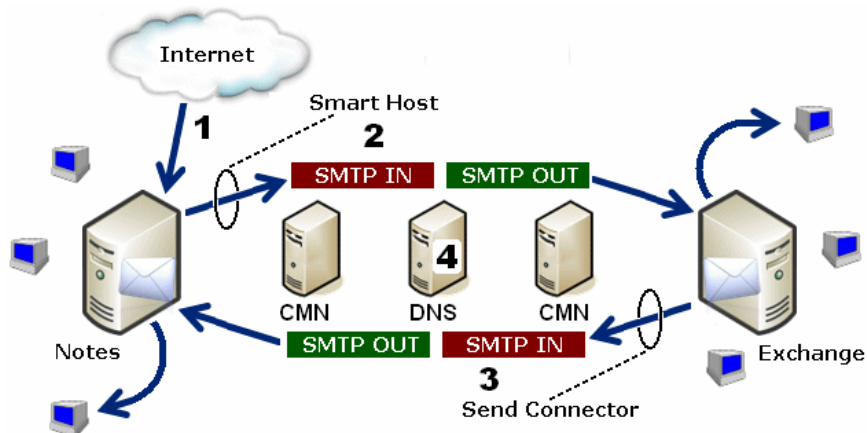 Internet
Smart Host
1
2
SMTP IN SMTP OUT
4
CMN DNS CMN
Notes
SMTP OUT SMTP IN
Exchange
3
Send Connector